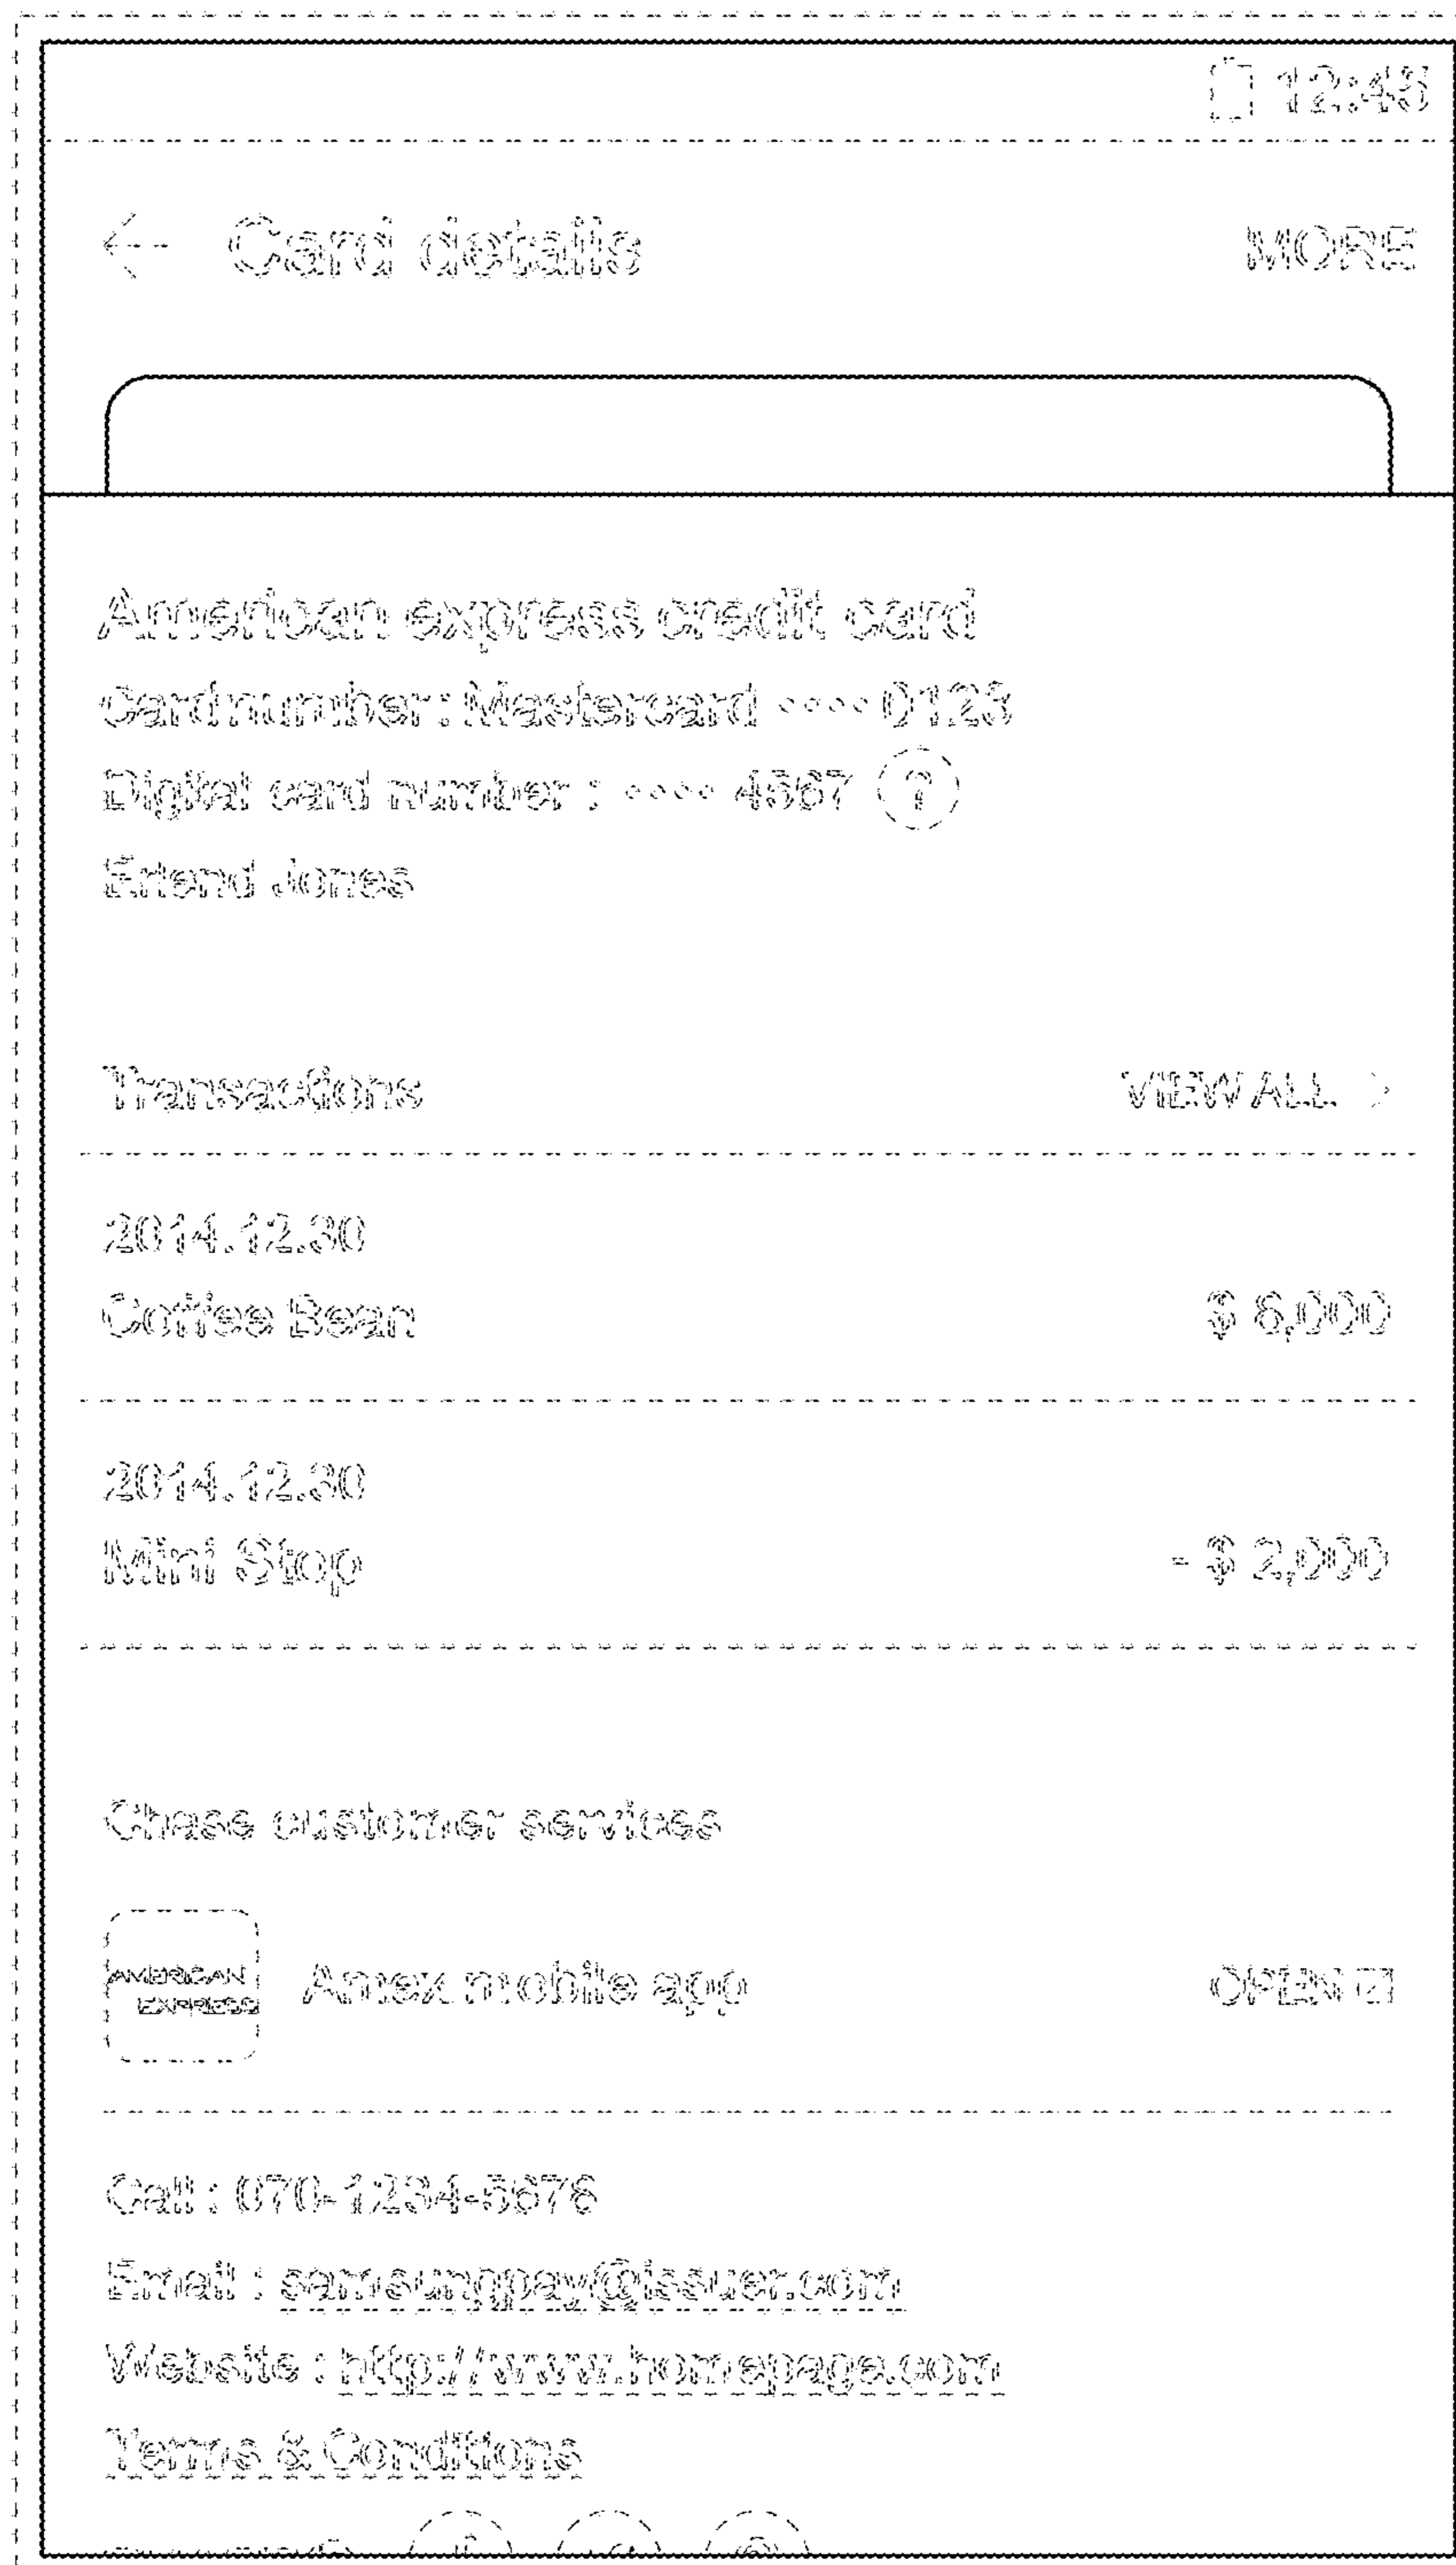 12:45
← Card details MORE
American express credit card
Card number : Mastercard •••• 0123
Digital card number : •••• 4567 ?
Erlend Jones
Transactions VIEW ALL >
2014.12.30
Coffee Bean $ 6,000
2014.12.30
Mini Stop - $ 2,000
Chase customer services
AMERICAN
EXPRESS
Amex mobile app OPEN
Call : 070-1234-5678
Email : samsungpay@issuer.com
Website : http://www.homepage.com
Terms & Conditions